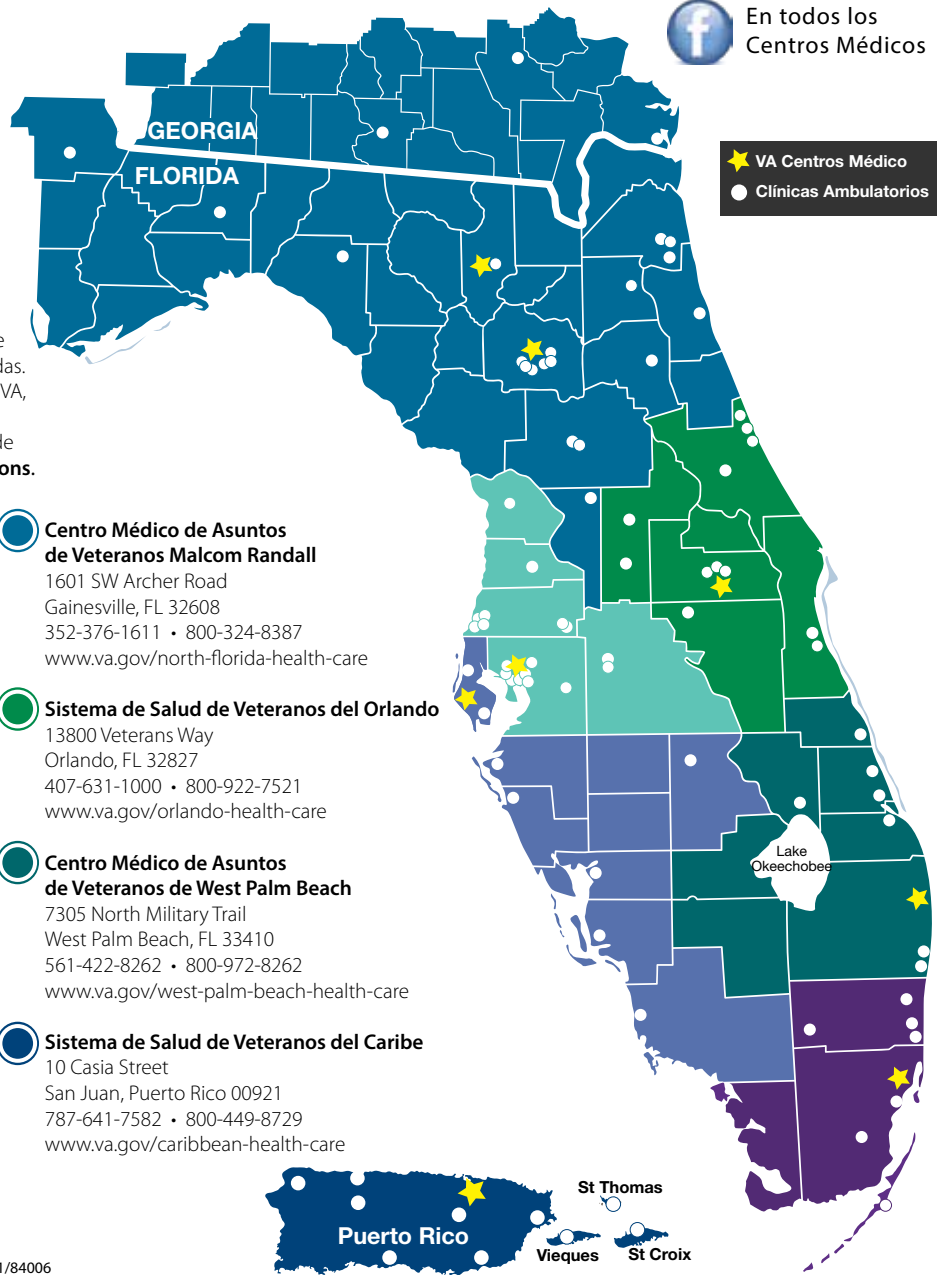 En todos los
Centros Médicos
VA Centros Médico
Clínicas Ambulatorios
GEORGIA
FLORIDA
e
das.
VA,
de
ons.
Centro Médico de Asuntos
de Veteranos Malcom Randall
1601 SW Archer Road
Gainesville, FL 32608
352-376-1611 • 800-324-8387
www.va.gov/north-florida-health-care
Sistema de Salud de Veteranos del Orlando
13800 Veterans Way
Orlando, FL 32827
407-631-1000 • 800-922-7521
www.va.gov/orlando-health-care
Centro Médico de Asuntos
de Veteranos de West Palm Beach
7305 North Military Trail
West Palm Beach, FL 33410
561-422-8262 • 800-972-8262
www.va.gov/west-palm-beach-health-care
Sistema de Salud de Veteranos del Caribe
10 Casia Street
San Juan, Puerto Rico 00921
787-641-7582 • 800-449-8729
www.va.gov/caribbean-health-care
Lake
Okeechobee
Puerto Rico
St Thomas
Vieques
St Croix
1/84006